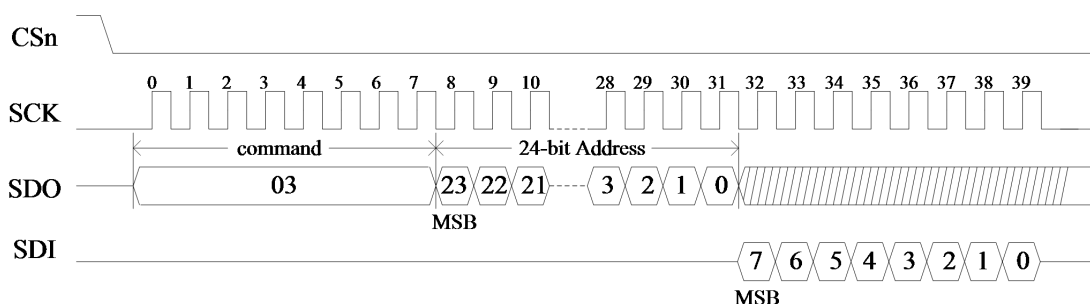 CSn
0 1 2 3 4 5 6 7 8 9 10 28 29 30 31 32 33 34 35 36 37 38 39
SCK
command 24-bit Address
SDO 03 23 22 21 3 2 1 0
MSB
SDI 7 6 5 4 3 2 1 0
MSB